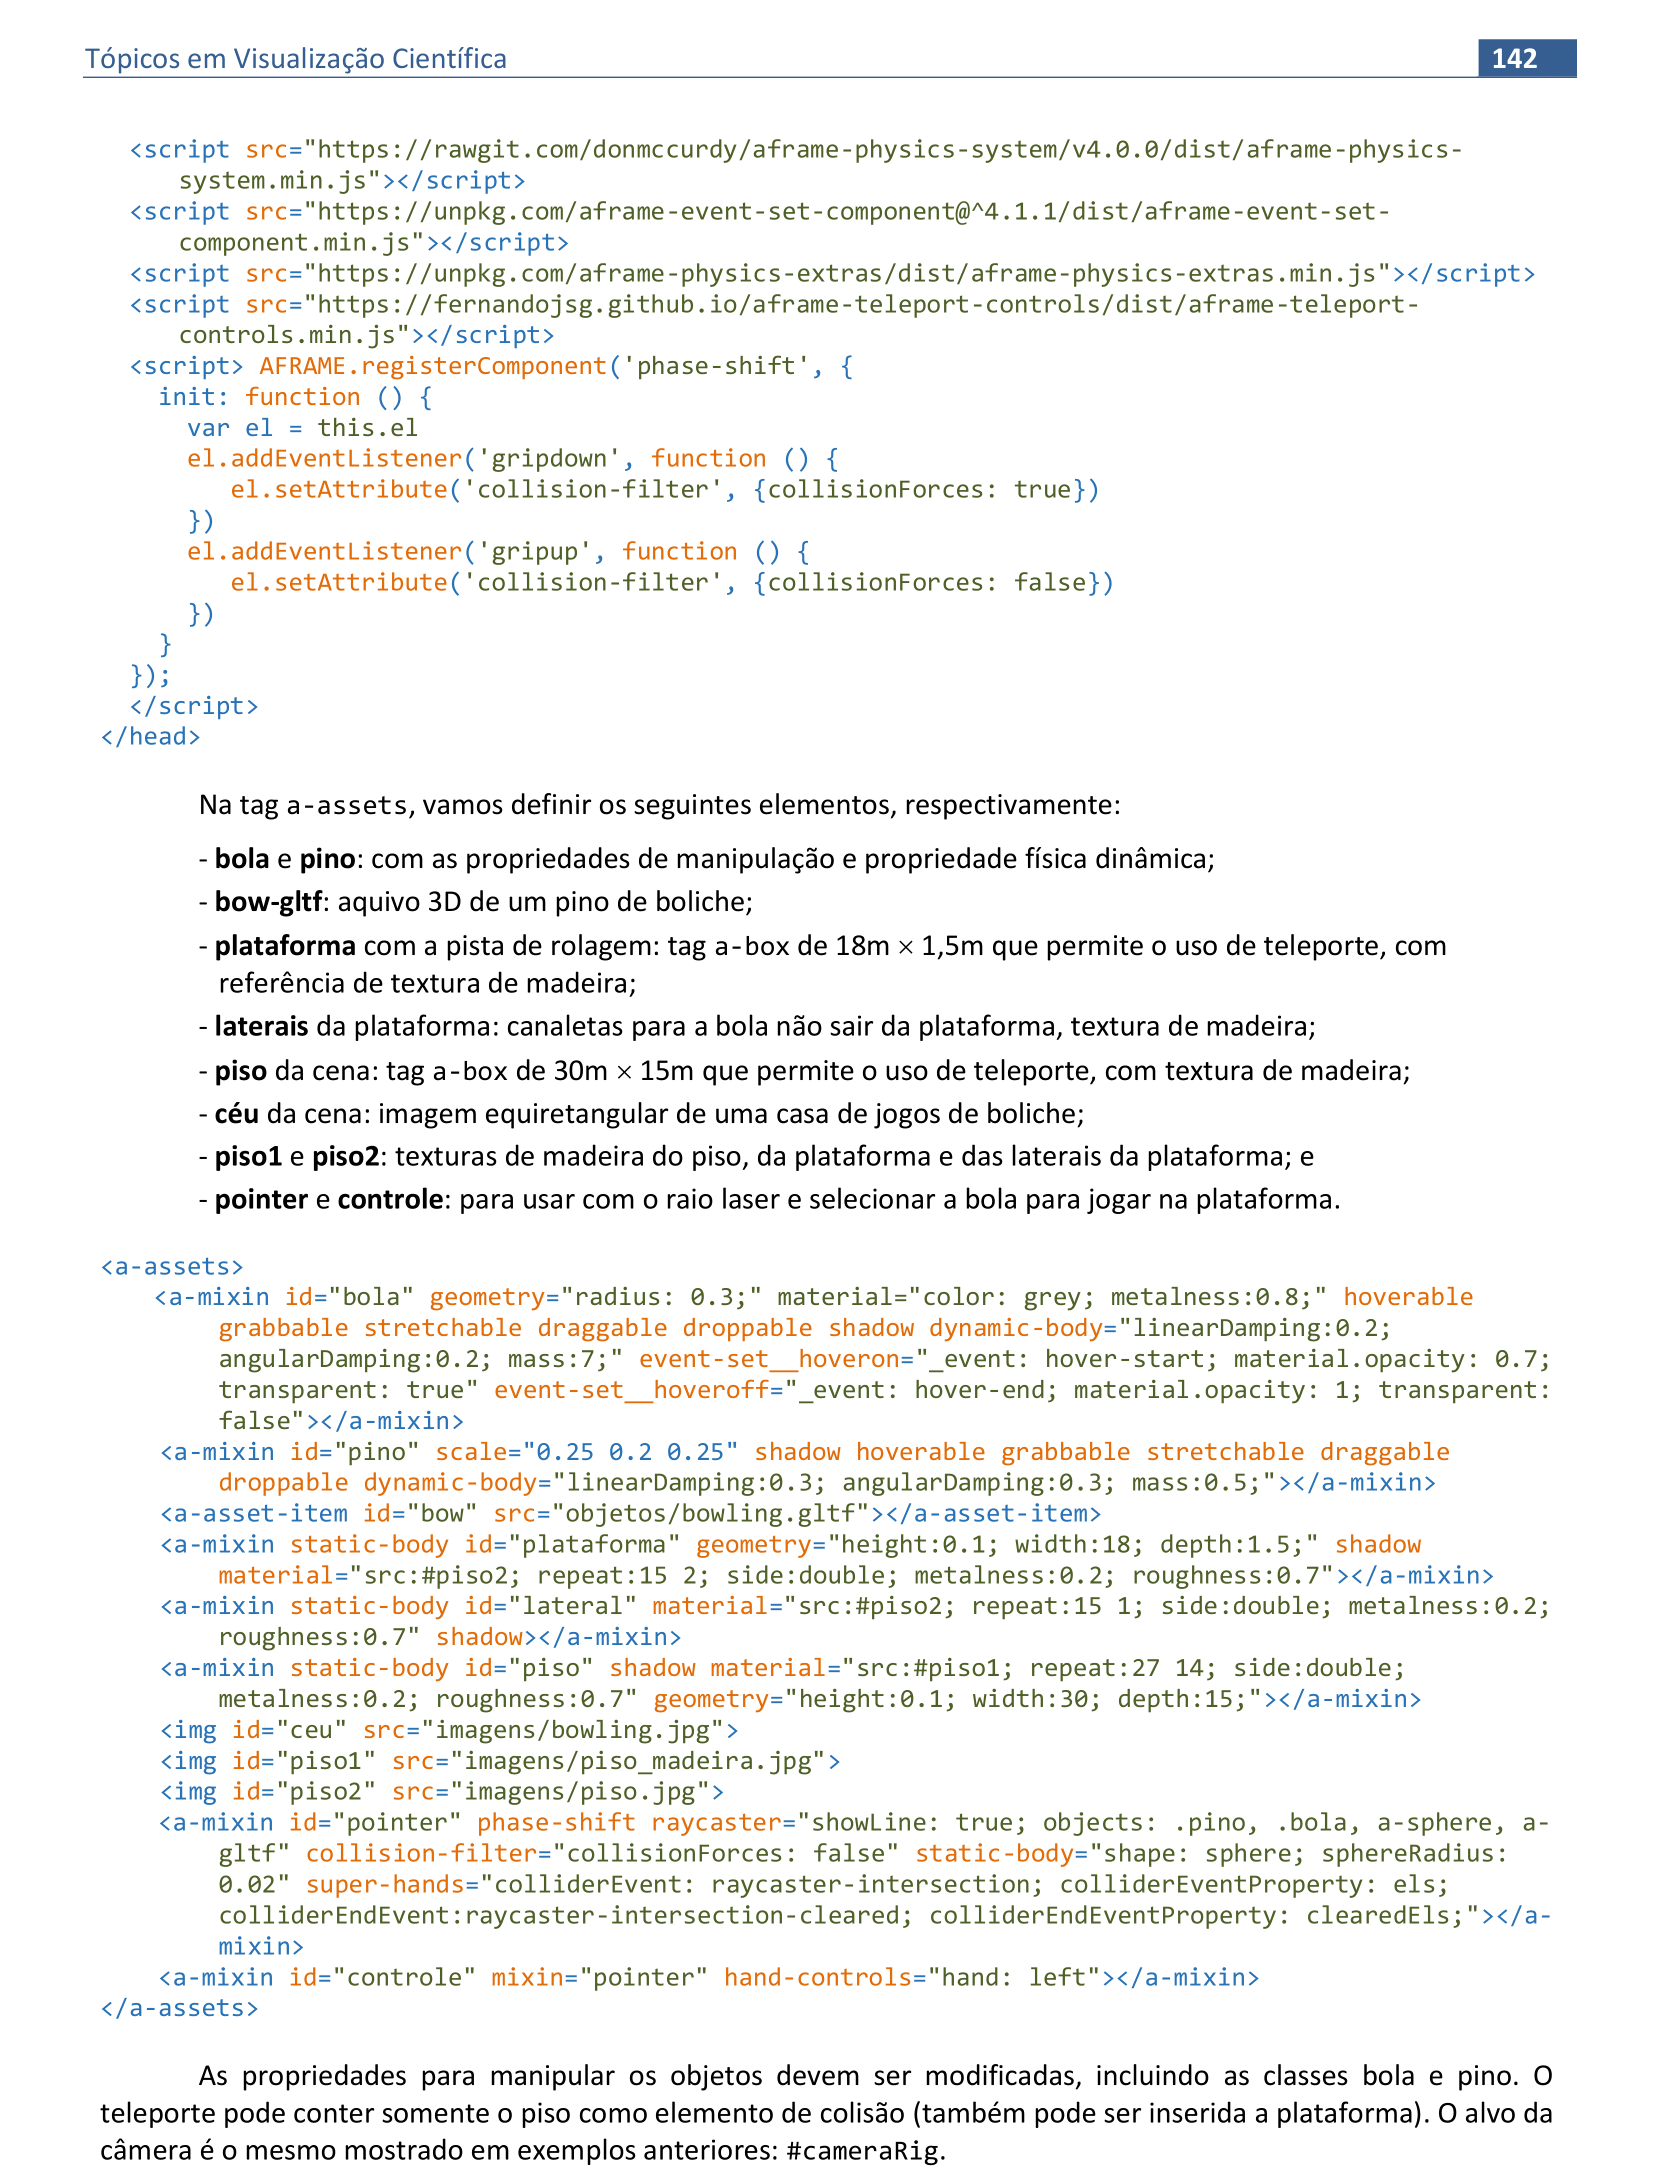 Tópicos em Visualização Científica 142
<script src="https://rawgit.com/donmccurdy/aframe-physics-system/v4.0.0/dist/aframe-physics-
system.min.js"></script>
<script src="https://unpkg.com/aframe-event-set-component@^4.1.1/dist/aframe-event-set-
component.min.js"></script>
<script src="https://unpkg.com/aframe-physics-extras/dist/aframe-physics-extras.min.js"></script>
<script src="https://fernandojsg.github.io/aframe-teleport-controls/dist/aframe-teleport-
controls.min.js"></script>
<script> AFRAME.registerComponent('phase-shift', {
init: function () {
var el = this.el
el.addEventListener('gripdown', function () {
el.setAttribute('collision-filter', {collisionForces: true})
})
el.addEventListener('gripup', function () {
el.setAttribute('collision-filter', {collisionForces: false})
})
}
});
</script>
</head>
Na tag a-assets, vamos definir os seguintes elementos, respectivamente:
- bola e pino: com as propriedades de manipulação e propriedade física dinâmica;
- bow-gltf: aquivo 3D de um pino de boliche;
- plataforma com a pista de rolagem: tag a-box de 18m × 1,5m que permite o uso de teleporte, com
referência de textura de madeira;
- laterais da plataforma: canaletas para a bola não sair da plataforma, textura de madeira;
- piso da cena: tag a-box de 30m × 15m que permite o uso de teleporte, com textura de madeira;
- céu da cena: imagem equiretangular de uma casa de jogos de boliche;
- piso1 e piso2: texturas de madeira do piso, da plataforma e das laterais da plataforma; e
- pointer e controle: para usar com o raio laser e selecionar a bola para jogar na plataforma.
<a-assets>
<a-mixin id="bola" geometry="radius: 0.3;" material="color: grey; metalness:0.8;" hoverable
grabbable stretchable draggable droppable shadow dynamic-body="linearDamping:0.2;
angularDamping:0.2; mass:7;" event-set__hoveron="_event: hover-start; material.opacity: 0.7;
transparent: true" event-set__hoveroff="_event: hover-end; material.opacity: 1; transparent:
false"></a-mixin>
<a-mixin id="pino" scale="0.25 0.2 0.25" shadow hoverable grabbable stretchable draggable
droppable dynamic-body="linearDamping:0.3; angularDamping:0.3; mass:0.5;"></a-mixin>
<a-asset-item id="bow" src="objetos/bowling.gltf"></a-asset-item>
<a-mixin static-body id="plataforma" geometry="height:0.1; width:18; depth:1.5;" shadow
material="src:#piso2; repeat:15 2; side:double; metalness:0.2; roughness:0.7"></a-mixin>
<a-mixin static-body id="lateral" material="src:#piso2; repeat:15 1; side:double; metalness:0.2;
roughness:0.7" shadow></a-mixin>
<a-mixin static-body id="piso" shadow material="src:#piso1; repeat:27 14; side:double;
metalness:0.2; roughness:0.7" geometry="height:0.1; width:30; depth:15;"></a-mixin>
<img id="ceu" src="imagens/bowling.jpg">
<img id="piso1" src="imagens/piso_madeira.jpg">
<img id="piso2" src="imagens/piso.jpg">
<a-mixin id="pointer" phase-shift raycaster="showLine: true; objects: .pino, .bola, a-sphere, a-
gltf" collision-filter="collisionForces: false" static-body="shape: sphere; sphereRadius:
0.02" super-hands="colliderEvent: raycaster-intersection; colliderEventProperty: els;
colliderEndEvent:raycaster-intersection-cleared; colliderEndEventProperty: clearedEls;"></a-
mixin>
<a-mixin id="controle" mixin="pointer" hand-controls="hand: left"></a-mixin>
</a-assets>
As propriedades para manipular os objetos devem ser modificadas, incluindo as classes bola e pino. O
teleporte pode conter somente o piso como elemento de colisão (também pode ser inserida a plataforma). O alvo da
câmera é o mesmo mostrado em exemplos anteriores: #cameraRig.